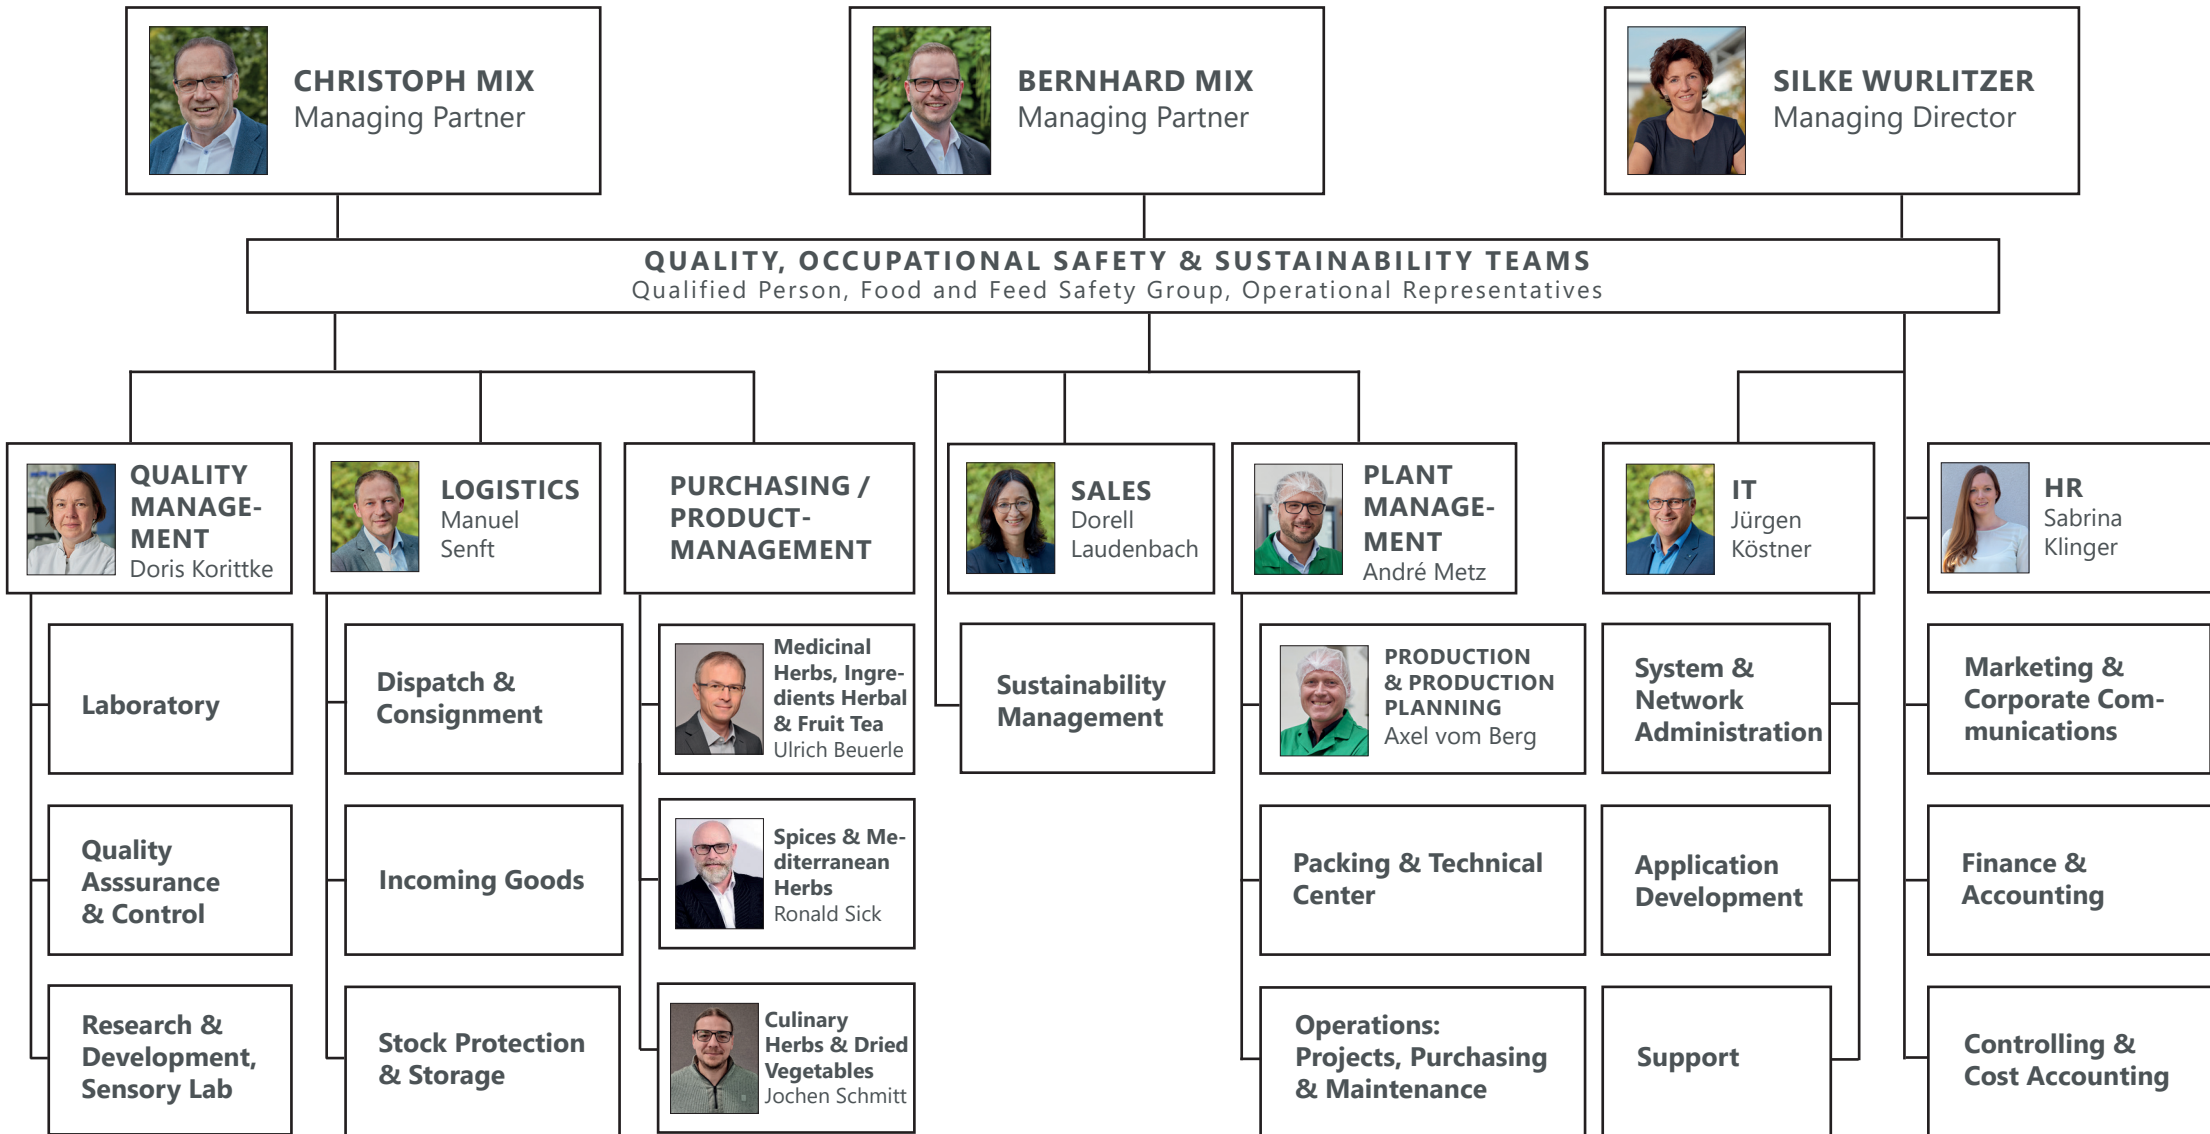 CHRISTOPH MIX
Managing Partner
BERNHARD MIX
Managing Partner
SILKE WURLITZER
Managing Director
QUALITY, OCCUPATIONAL SAFETY & SUSTAINABILITY TEAMS
Qualified Person, Food and Feed Safety Group, Operational Representatives
QUALITY
MANAGE-
MENT
Doris Korittke
LOGISTICS
Manuel
Senft
PURCHASING /
PRODUCT-
MANAGEMENT
SALES
Dorell
Laudenbach
PLANT
MANAGE-
MENT
André Metz
IT
Jürgen
Köstner
HR
Sabrina
Klinger
Laboratory
Dispatch &
Consignment
Medicinal
Herbs, Ingre-
dients Herbal
& Fruit Tea
Ulrich Beuerle
Sustainability
Management
PRODUCTION
& PRODUCTION
PLANNING
Axel vom Berg
System &
Network
Administration
Marketing &
Corporate Com-
munications
Quality
Asssurance
& Control
Incoming Goods
Spices & Me-
diterranean
Herbs
Ronald Sick
Packing & Technical
Center
Application
Development
Finance &
Accounting
Research &
Development,
Sensory Lab
Stock Protection
& Storage
Culinary
Herbs & Dried
Vegetables
Jochen Schmitt
Operations:
Projects, Purchasing
& Maintenance
Support
Controlling &
Cost Accounting